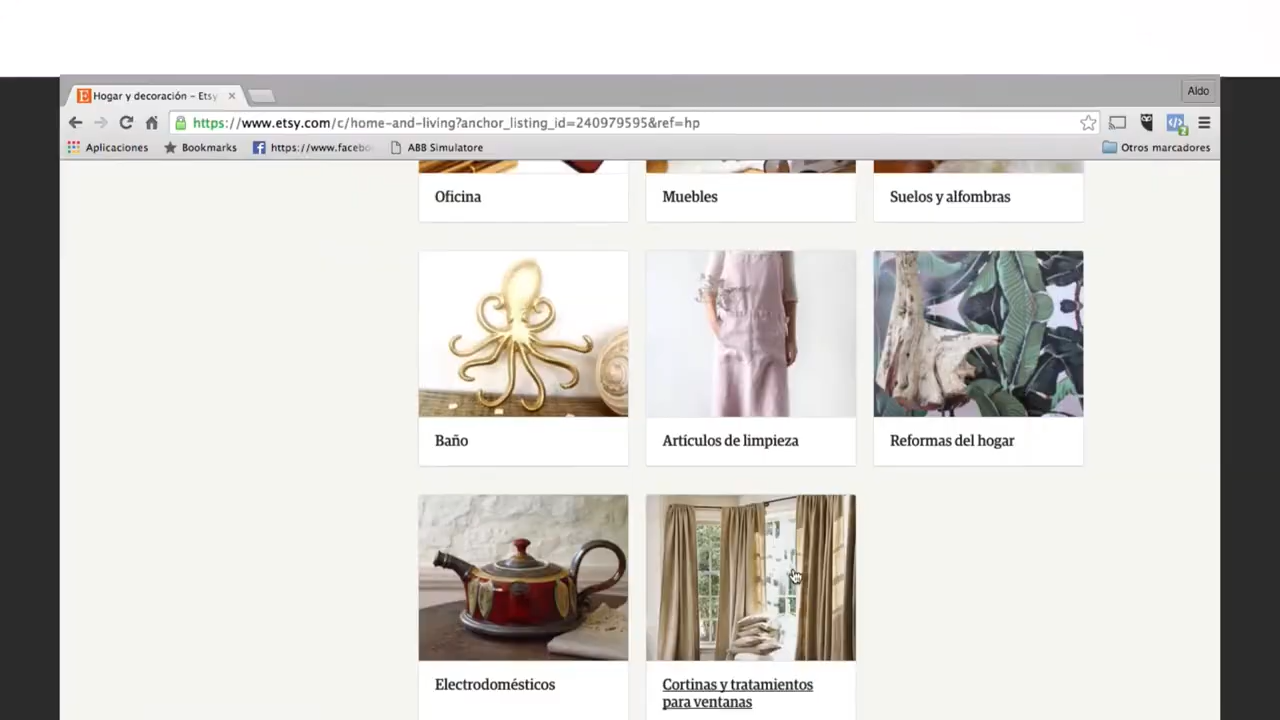 Hogar y decoración – Etsy
Aldo
https://www.etsy.com/c/home-and-living?anchor_listing_id=240979595&ref=hp
Aplicaciones
Bookmarks
https://www.facebo
ABB Simulatore
Otros marcadores
Oficina
Muebles
Suelos y alfombras
Baño
Artículos de limpieza
Reformas del hogar
Electrodomésticos
Cortinas y tratamientos
para ventanas